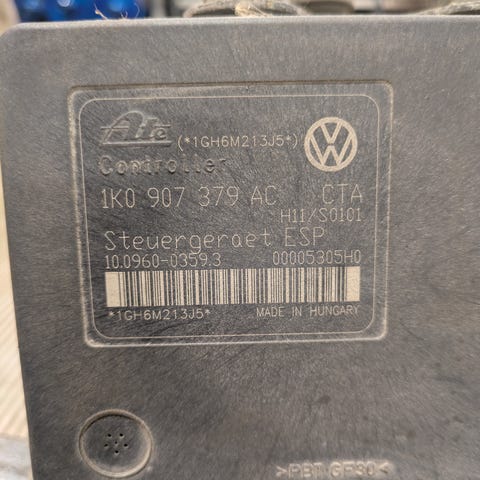 Ate (*1GH6M213J5*)
Controller
1K0 907 379 AC CTA
H11/S0101
Steuergeraet ESP
10.0960-0359.3 00005305H0
*1GH6M213J5* MADE IN HUNGARY
>PBT GF30<